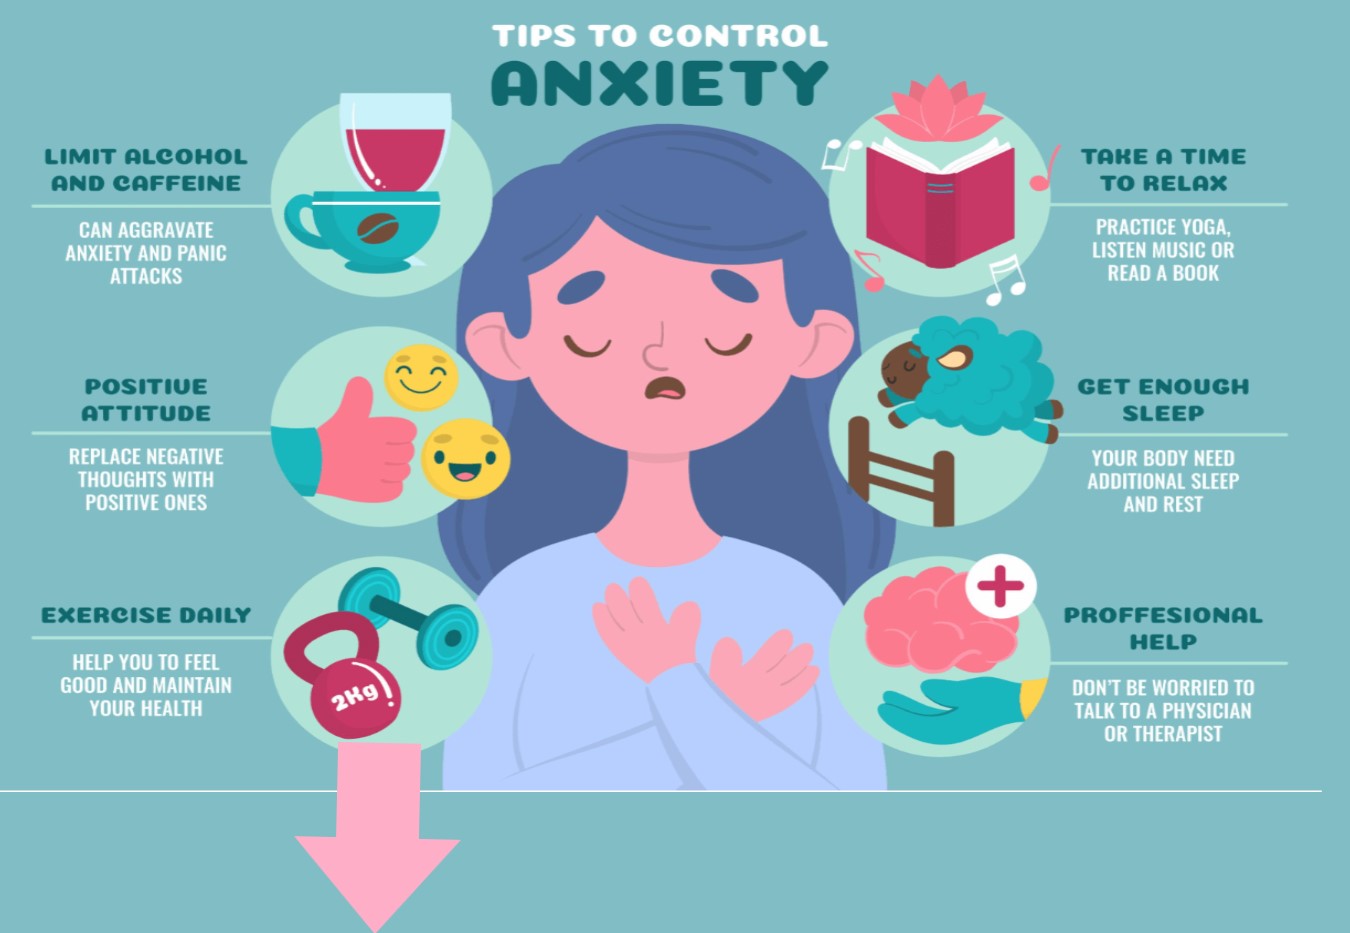 TIPS TO CONTROL
ANXIETY
LIMIT ALCOHOL
AND CAFFEINE
CAN AGGRAVATE
ANXIETY AND PANIC
ATTACKS
POSITIVE
ATTITUDE
REPLACE NEGATIVE
THOUGHTS WITH
POSITIVE ONES
EXERCISE DAILY
HELP YOU TO FEEL
GOOD AND MAINTAIN
YOUR HEALTH
2Kg
TAKE A TIME
TO RELAX
PRACTICE YOGA,
LISTEN MUSIC OR
READ A BOOK
GET ENOUGH
SLEEP
YOUR BODY NEED
ADDITIONAL SLEEP
AND REST
PROFFESIONAL
HELP
DON'T BE WORRIED TO
TALK TO A PHYSICIAN
OR THERAPIST